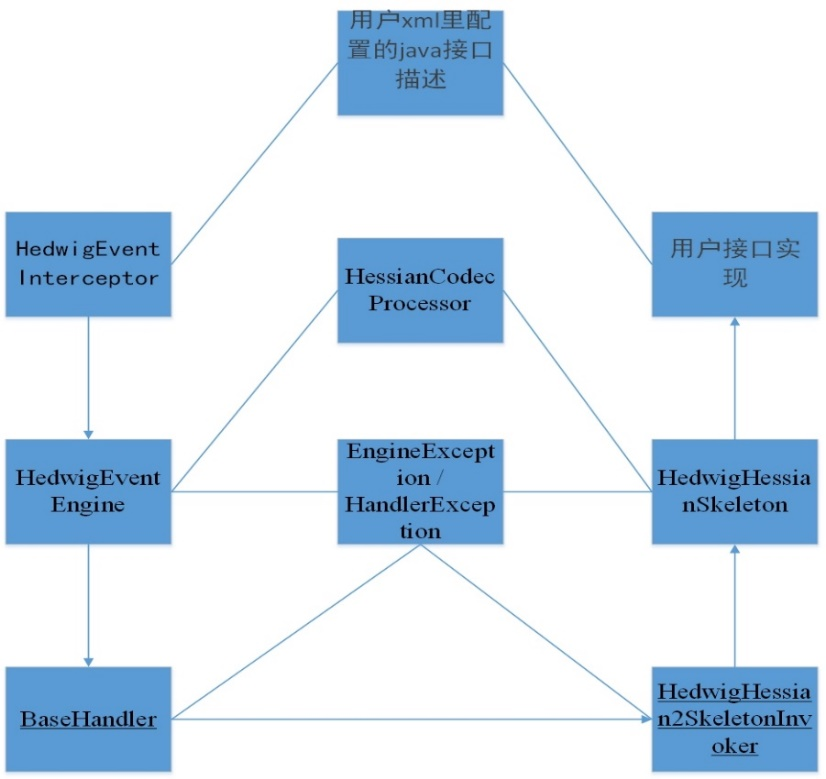 用户xml里配
置的java接口
描述
HedwigEvent
Interceptor
HessianCodec
Processor
用户接口实
现
HedwigEvent
Engine
EngineExcept
ion /
HandlerExcep
tion
HedwigHessia
nSkeleton
BaseHandler
HedwigHessia
n2SkeletonInv
oker